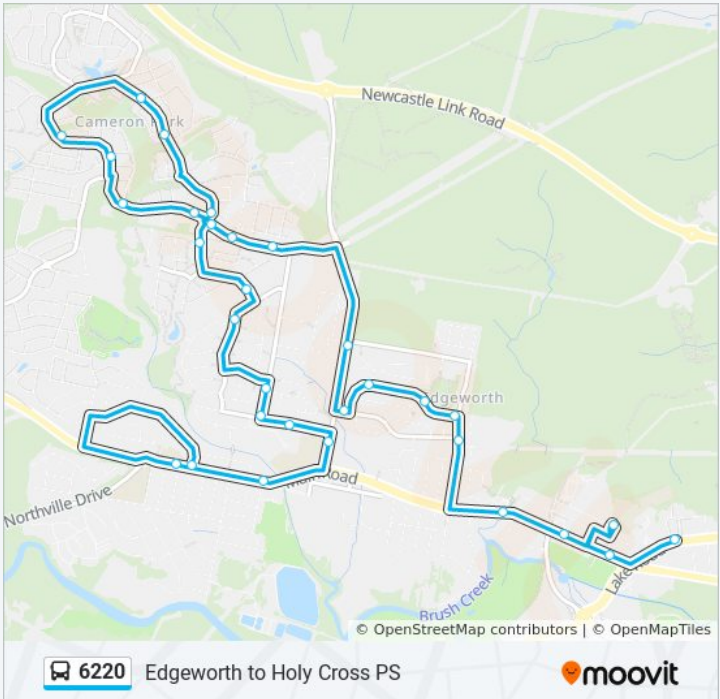 Newcastle Link Road
Cameron Park
Edgeworth
Main Road
Northville Drive
Lake Road
Brush Creek
© OpenStreetMap contributors | © OpenMapTiles
6220 Edgeworth to Holy Cross PS
moovit